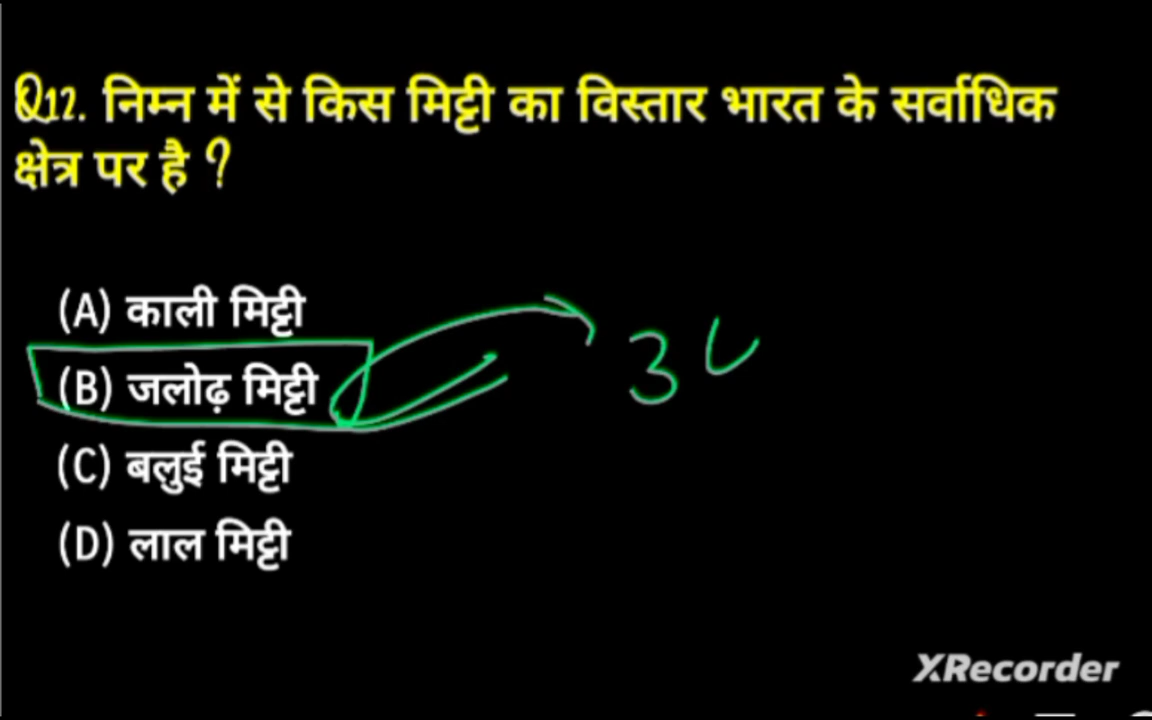 Q12. निम्न में से किस मिट्टी का विस्तार भारत के सर्वाधिक
क्षेत्र पर है ?
(A) काली मिट्टी
(B) जलोढ़ मिट्टी
3
(C) बलुई मिट्टी
(D) लाल मिट्टी
XRecorder